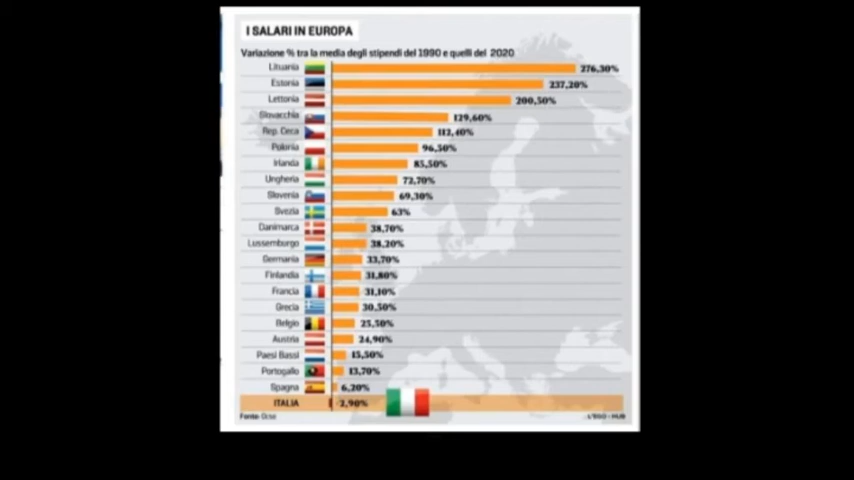 I SALARI IN EUROPA
Variazione % tra la media degli stipendi del 1990 e quelli del 2020
Lituania 276,30%
Estonia 237,20%
Lettonia 200,50%
Slovacchia 129,60%
Rep. Ceca 112,40%
Polonia 96,50%
Irlanda 85,50%
Ungheria 72,70%
Slovenia 69,30%
Svezia 63%
Danimarca 38,70%
Lussemburgo 38,20%
Germania 33,70%
Finlandia 31,80%
Francia 31,10%
Grecia 30,50%
Belgio 25,50%
Austria 24,90%
Paesi Bassi 15,50%
Portogallo 13,70%
Spagna 6,20%
ITALIA -2,90%
Fonte: Ocse
L'EGO - HUB